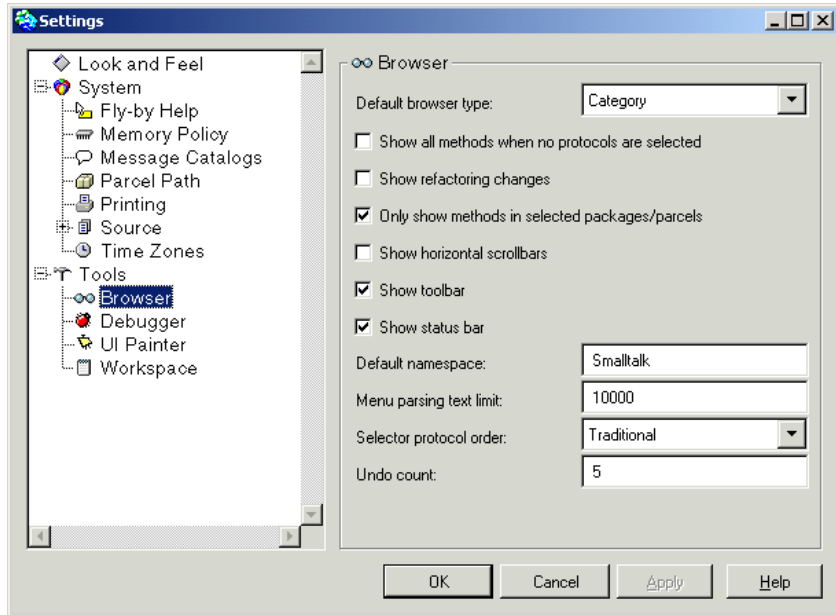 Settings
Look and Feel
System
Fly-by Help
Memory Policy
Message Catalogs
Parcel Path
Printing
Source
Time Zones
Tools
Browser
Debugger
UI Painter
Workspace
Browser
Default browser type: Category
Show all methods when no protocols are selected
Show refactoring changes
Only show methods in selected packages/parcels
Show horizontal scrollbars
Show toolbar
Show status bar
Default namespace: Smalltalk
Menu parsing text limit: 10000
Selector protocol order: Traditional
Undo count: 5
OK Cancel Apply Help